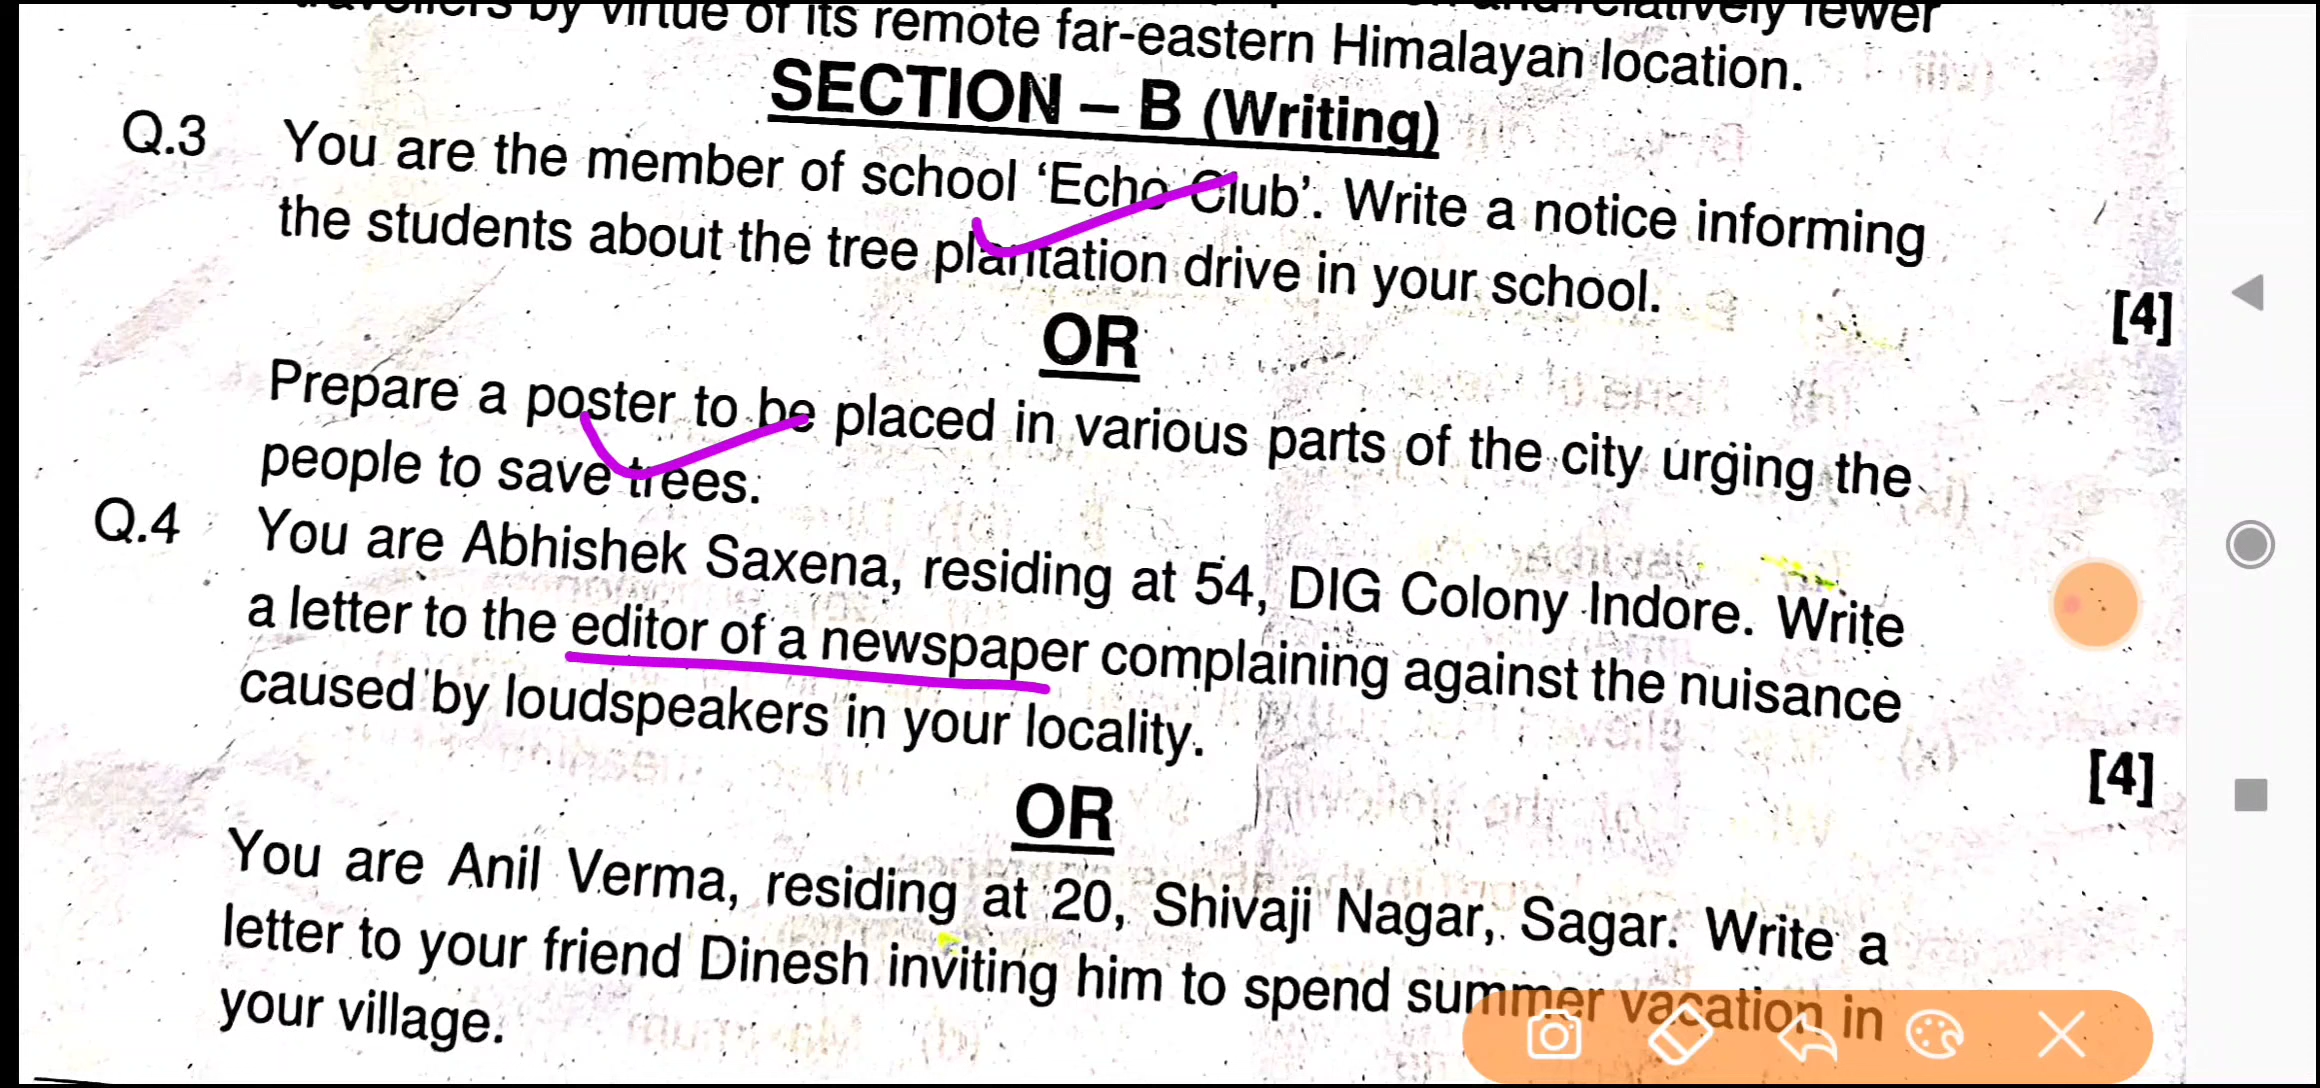 travellers by virtue of its remote far-eastern Himalayan location.
and relatively fewer
SECTION – B (Writing)
Q.3 You are the member of school ‘Echo Club’. Write a notice informing
the students about the tree plantation drive in your school. [4]
OR
Prepare a poster to be placed in various parts of the city urging the
people to save trees.
Q.4 You are Abhishek Saxena, residing at 54, DIG Colony Indore. Write
a letter to the editor of a newspaper complaining against the nuisance
caused by loudspeakers in your locality. [4]
OR
You are Anil Verma, residing at 20, Shivaji Nagar, Sagar. Write a
letter to your friend Dinesh inviting him to spend summer vacation in
your village.